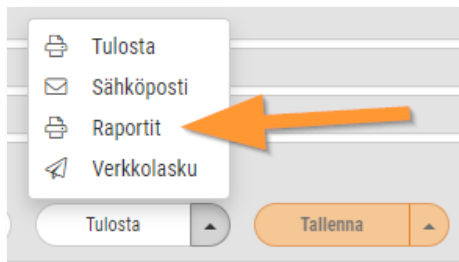 Tulosta
Sähköposti
Raportit
Verkkolasku
Tulosta
Tallenna